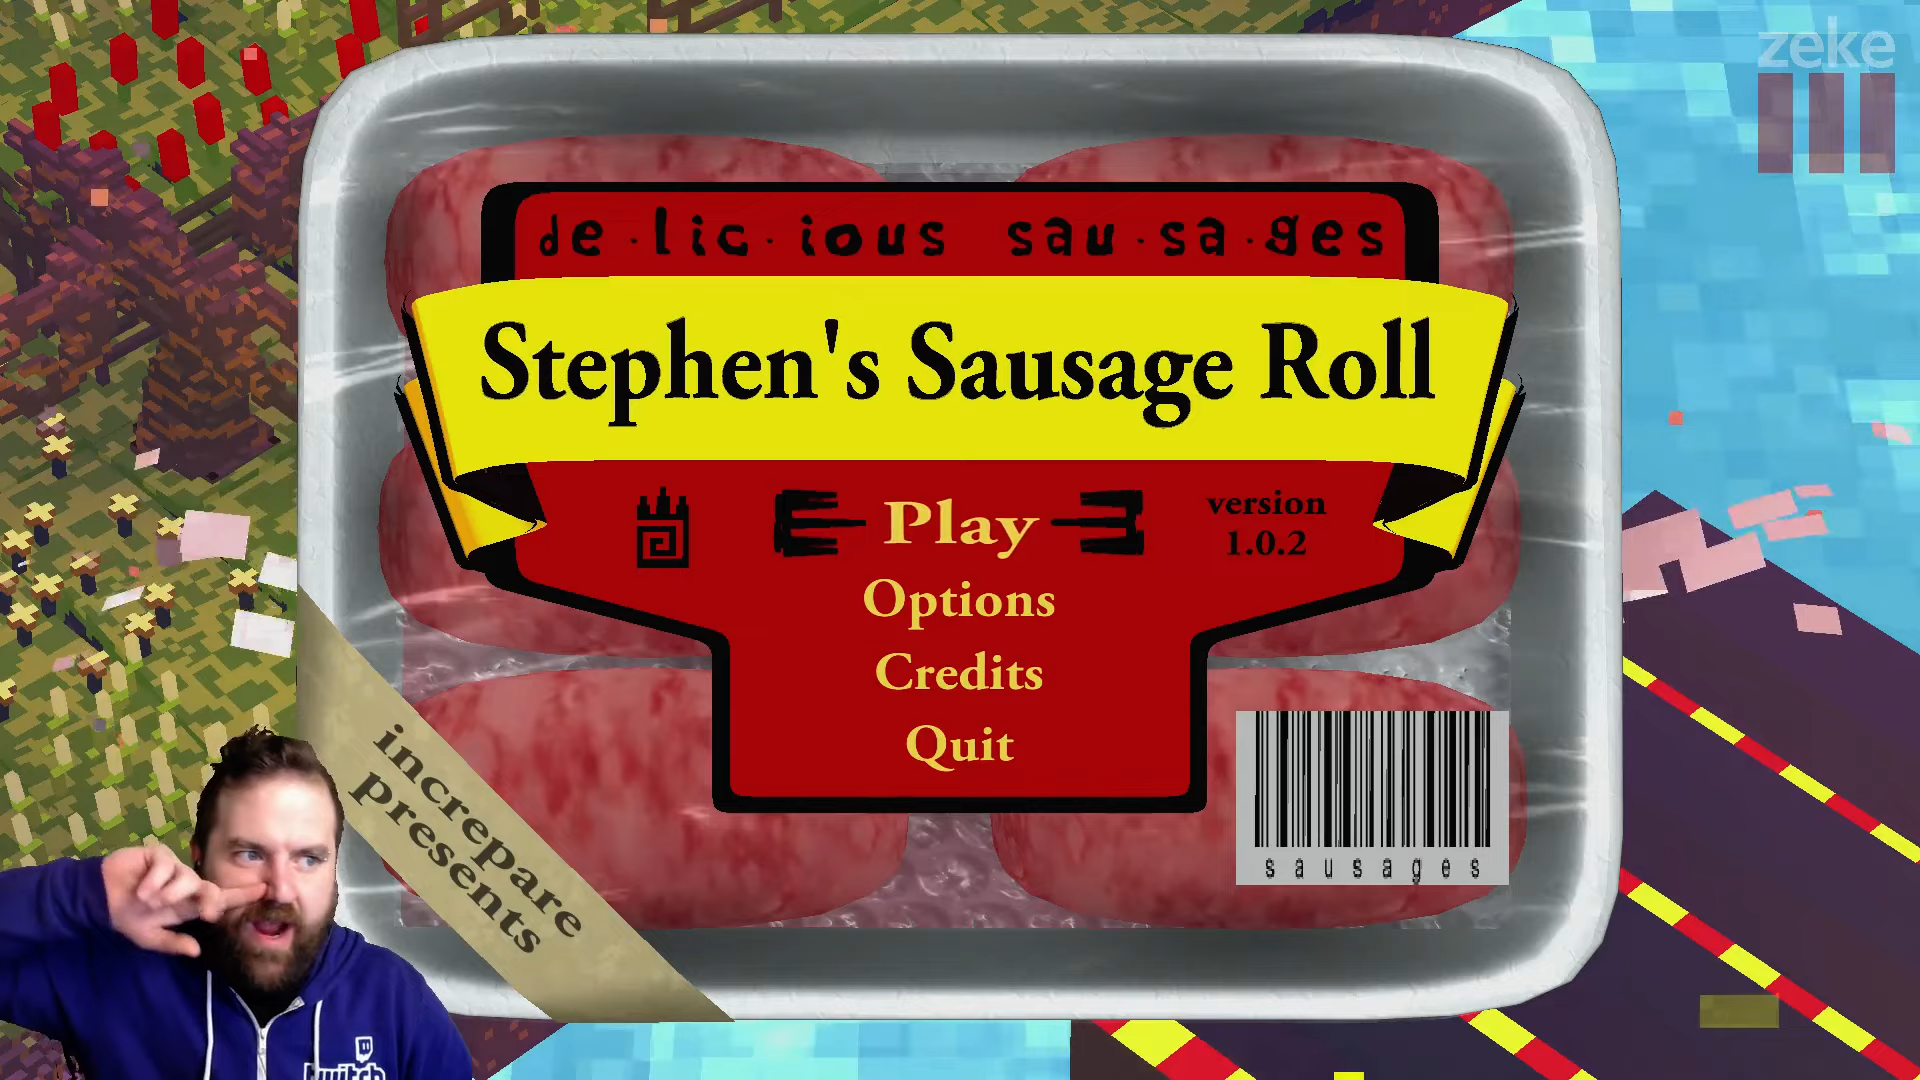 zeke
de·lic·ious sau·sa·ges
Stephen's Sausage Roll
Play
version
1.0.2
Options
Credits
Quit
increpare
presents
sausages
twitch